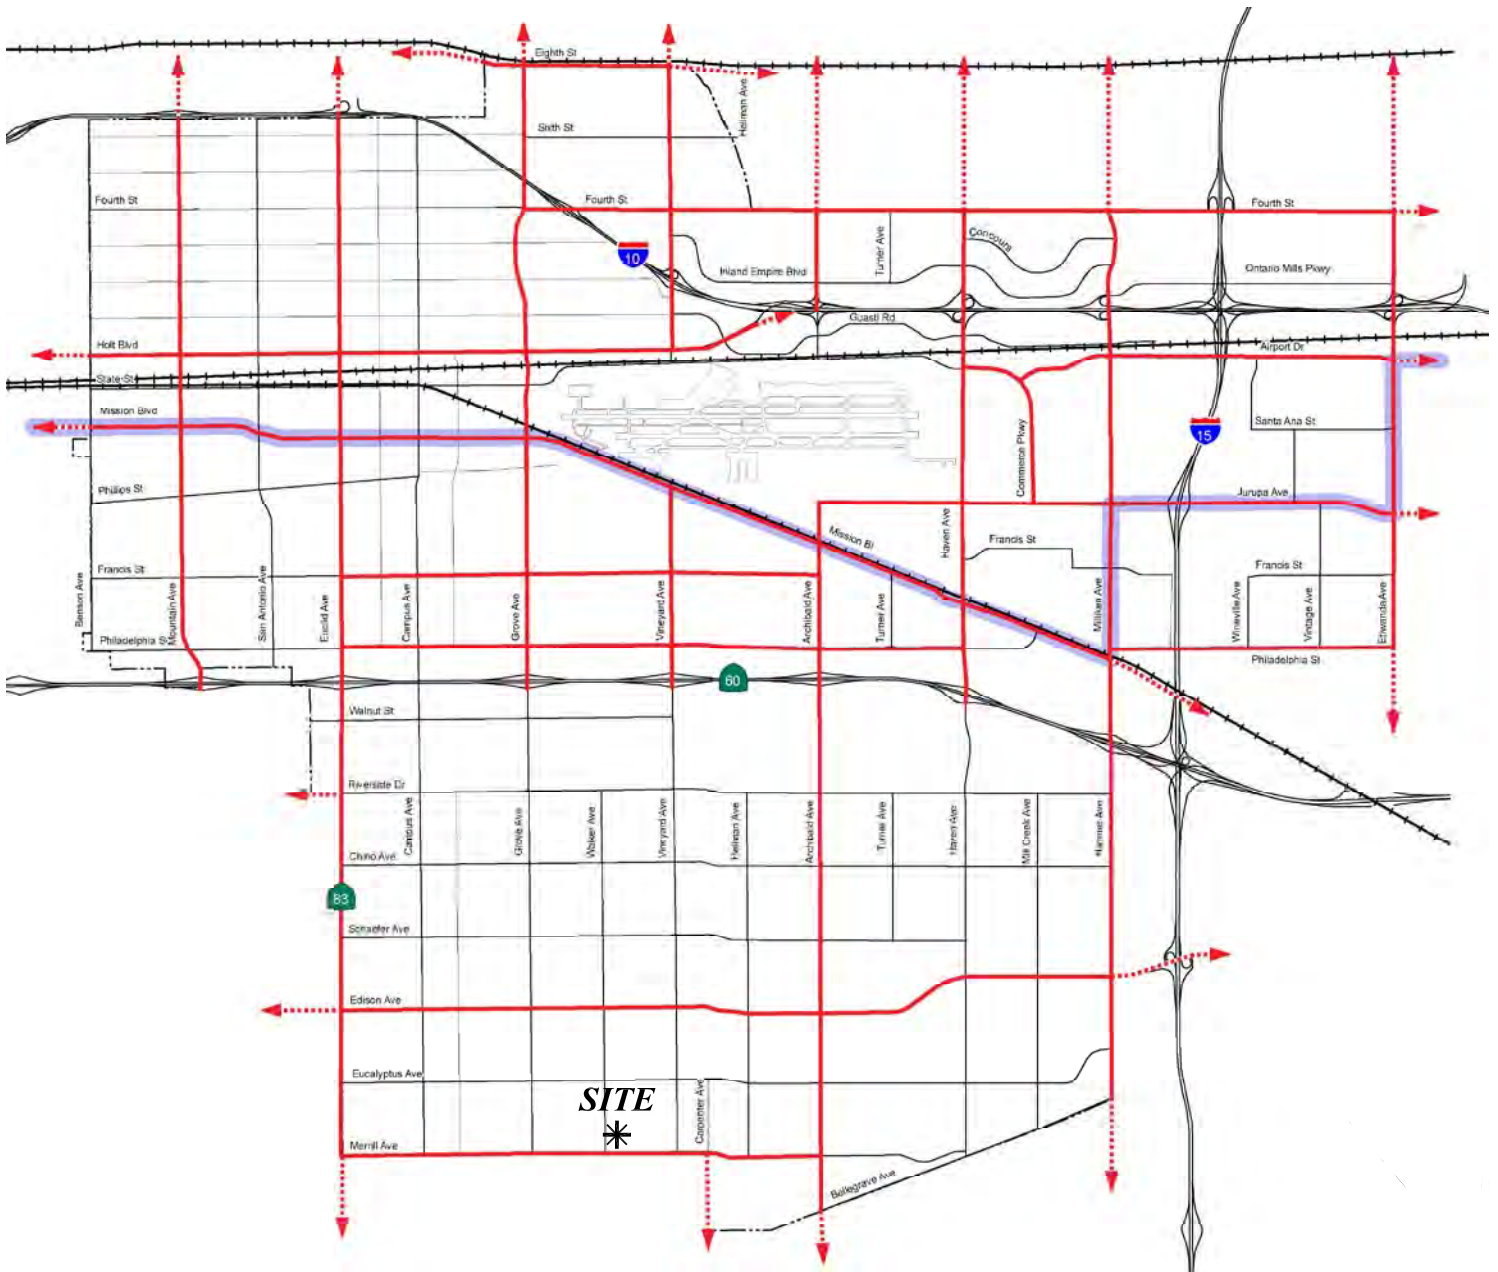 Eighth St
Sixth St
Hellman Ave
Fourth St
Fourth St
Fourth St
10
Inland Empire Blvd
Turner Ave
Concours
Ontario Mills Pkwy
Guasti Rd
Holt Blvd
Airport Dr
State St
Mission Blvd
Santa Ana St
15
Commerce Pkwy
Phillips St
Jurupa Ave
Mission Bl
Haven Ave
Francis St
Francis St
Francis St
Benson Ave
Mountain Ave
San Antonio Ave
Euclid Ave
Campus Ave
Grove Ave
Vineyard Ave
Archibald Ave
Turner Ave
Milliken Ave
Wineville Ave
Vintage Ave
Etiwanda Ave
Philadelphia St
Philadelphia St
60
Walnut St
Riverside Dr
Campus Ave
Grove Ave
Walker Ave
Vineyard Ave
Hellman Ave
Archibald Ave
Turner Ave
Haven Ave
Mill Creek Ave
Hamner Ave
Chino Ave
83
Schaefer Ave
Edison Ave
Eucalyptus Ave
SITE
Carpenter Ave
Merrill Ave
Bellegrave Ave